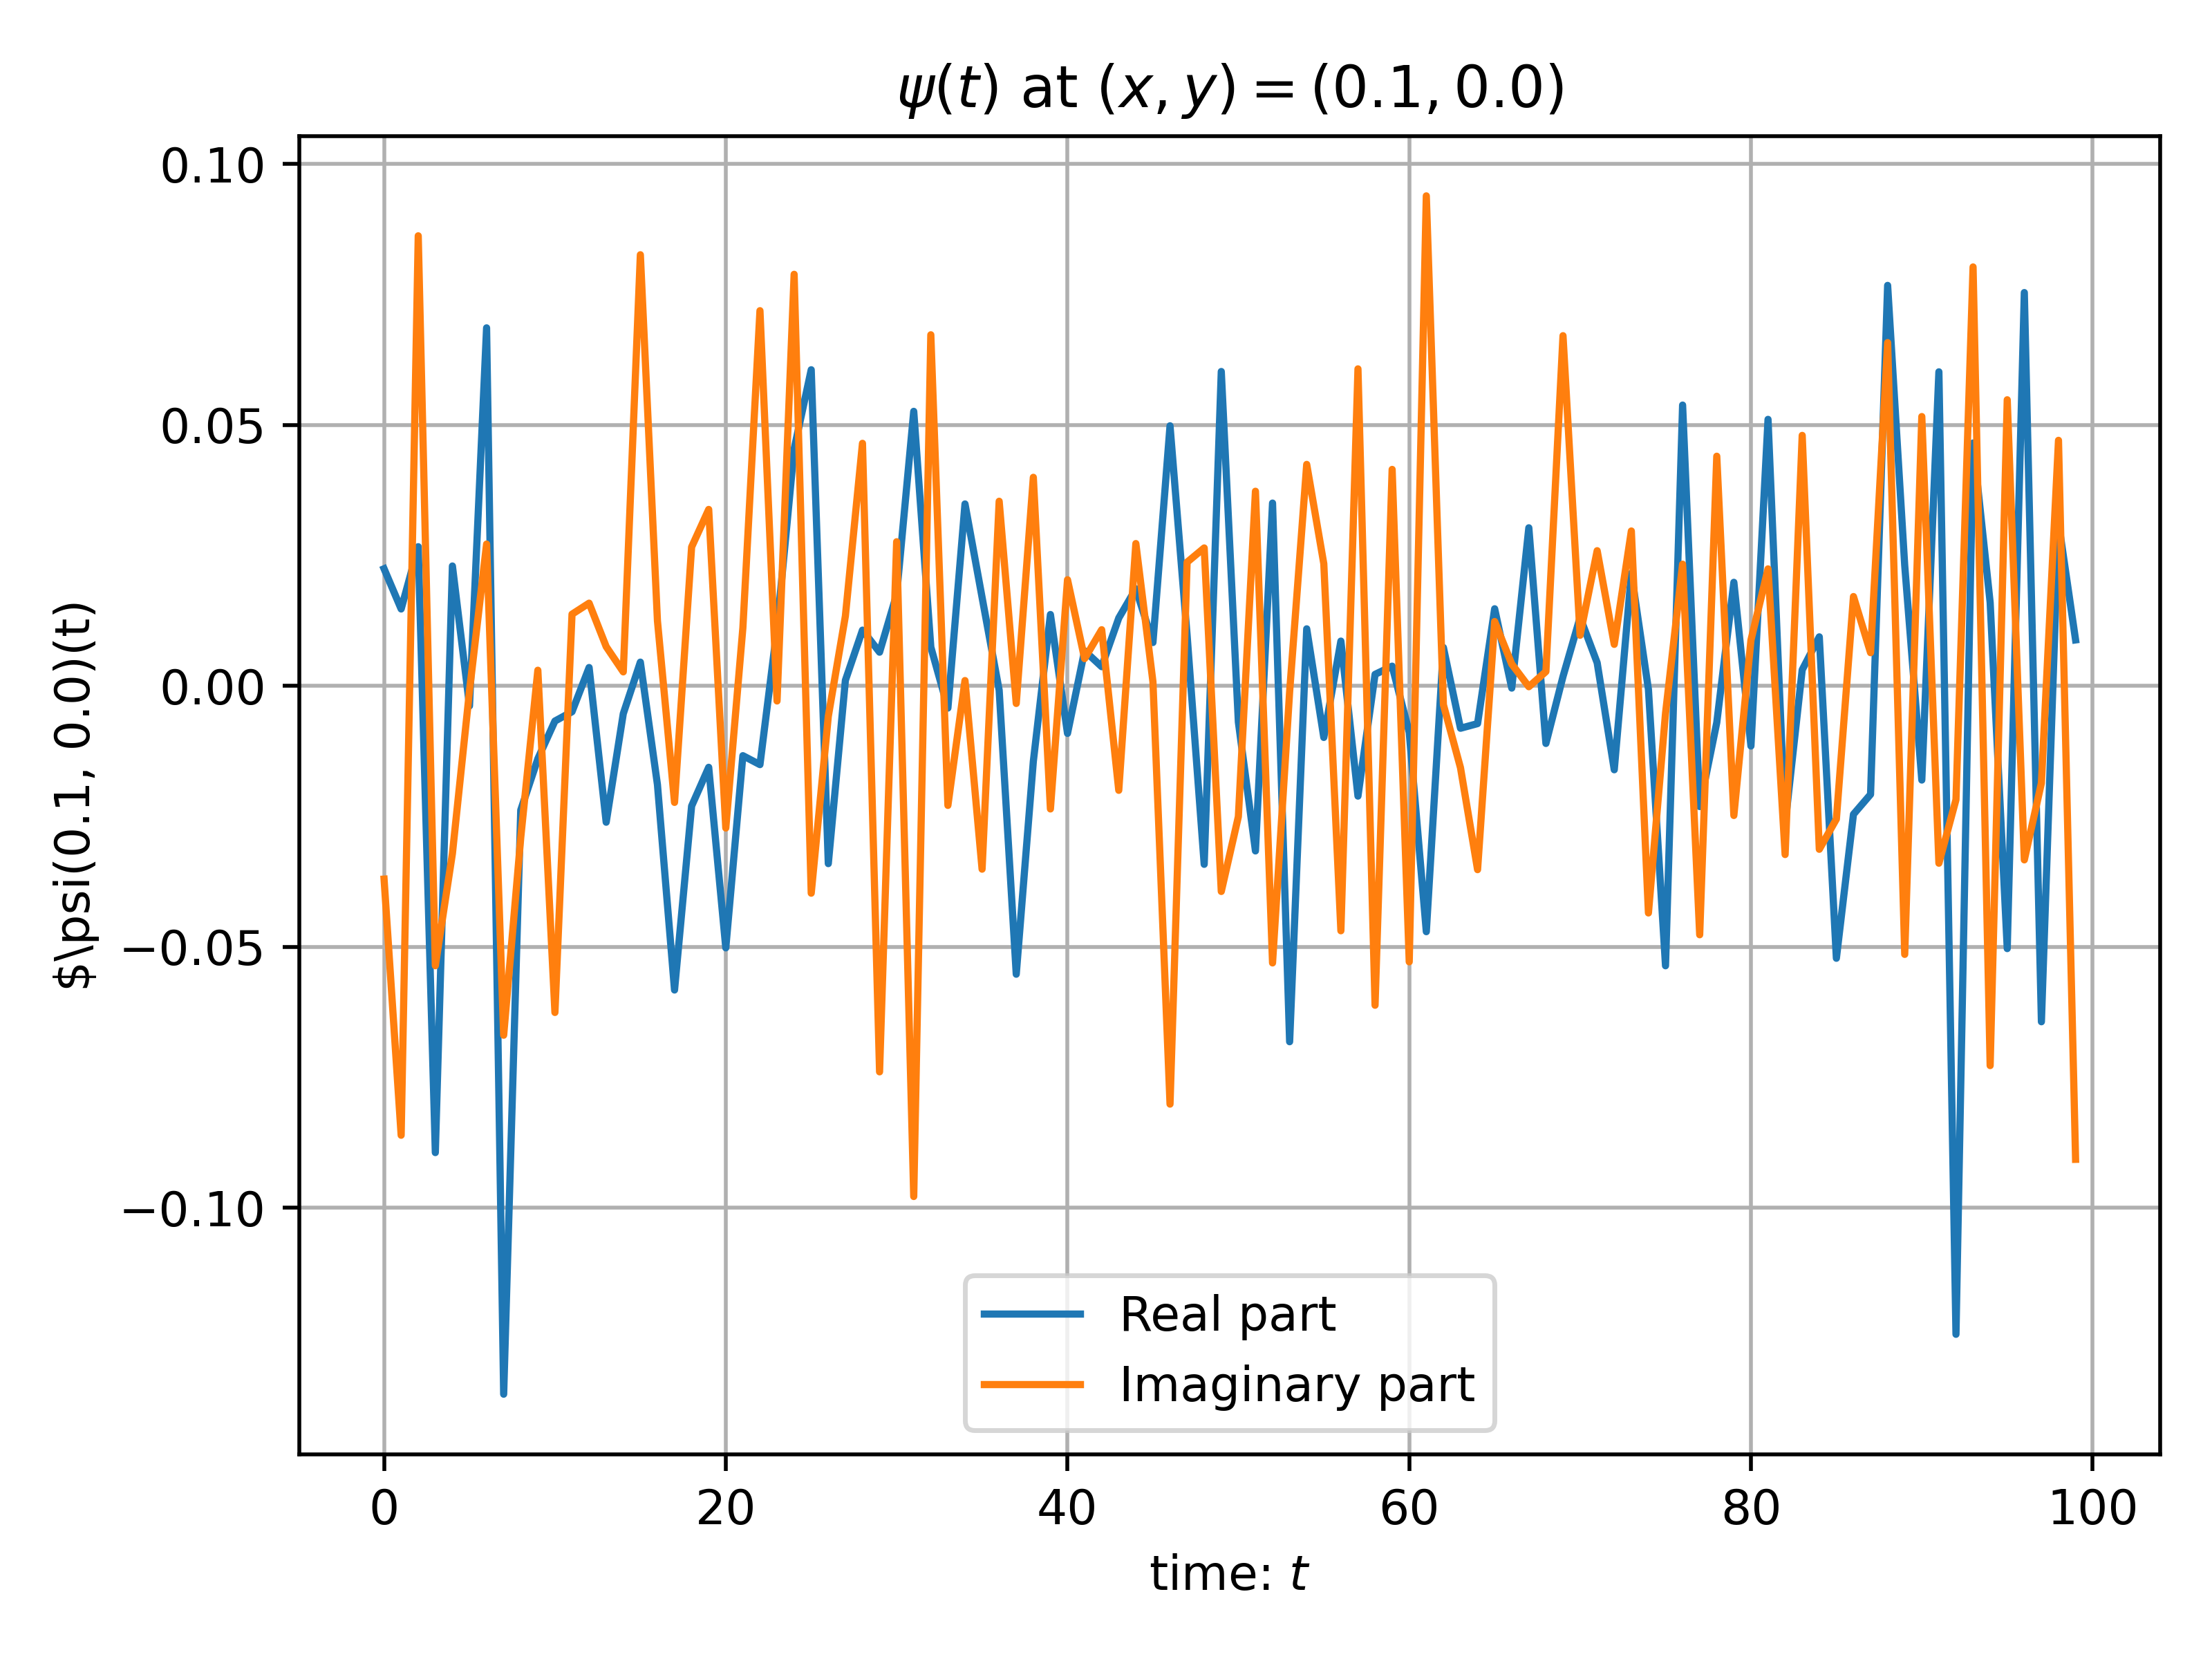 ψ(t) at (x, y) = (0.1, 0.0)
$\psi(0.1, 0.0)(t)
0.10
0.05
0.00
−0.05
−0.10
Real part
Imaginary part
0 20 40 60 80 100
time: t